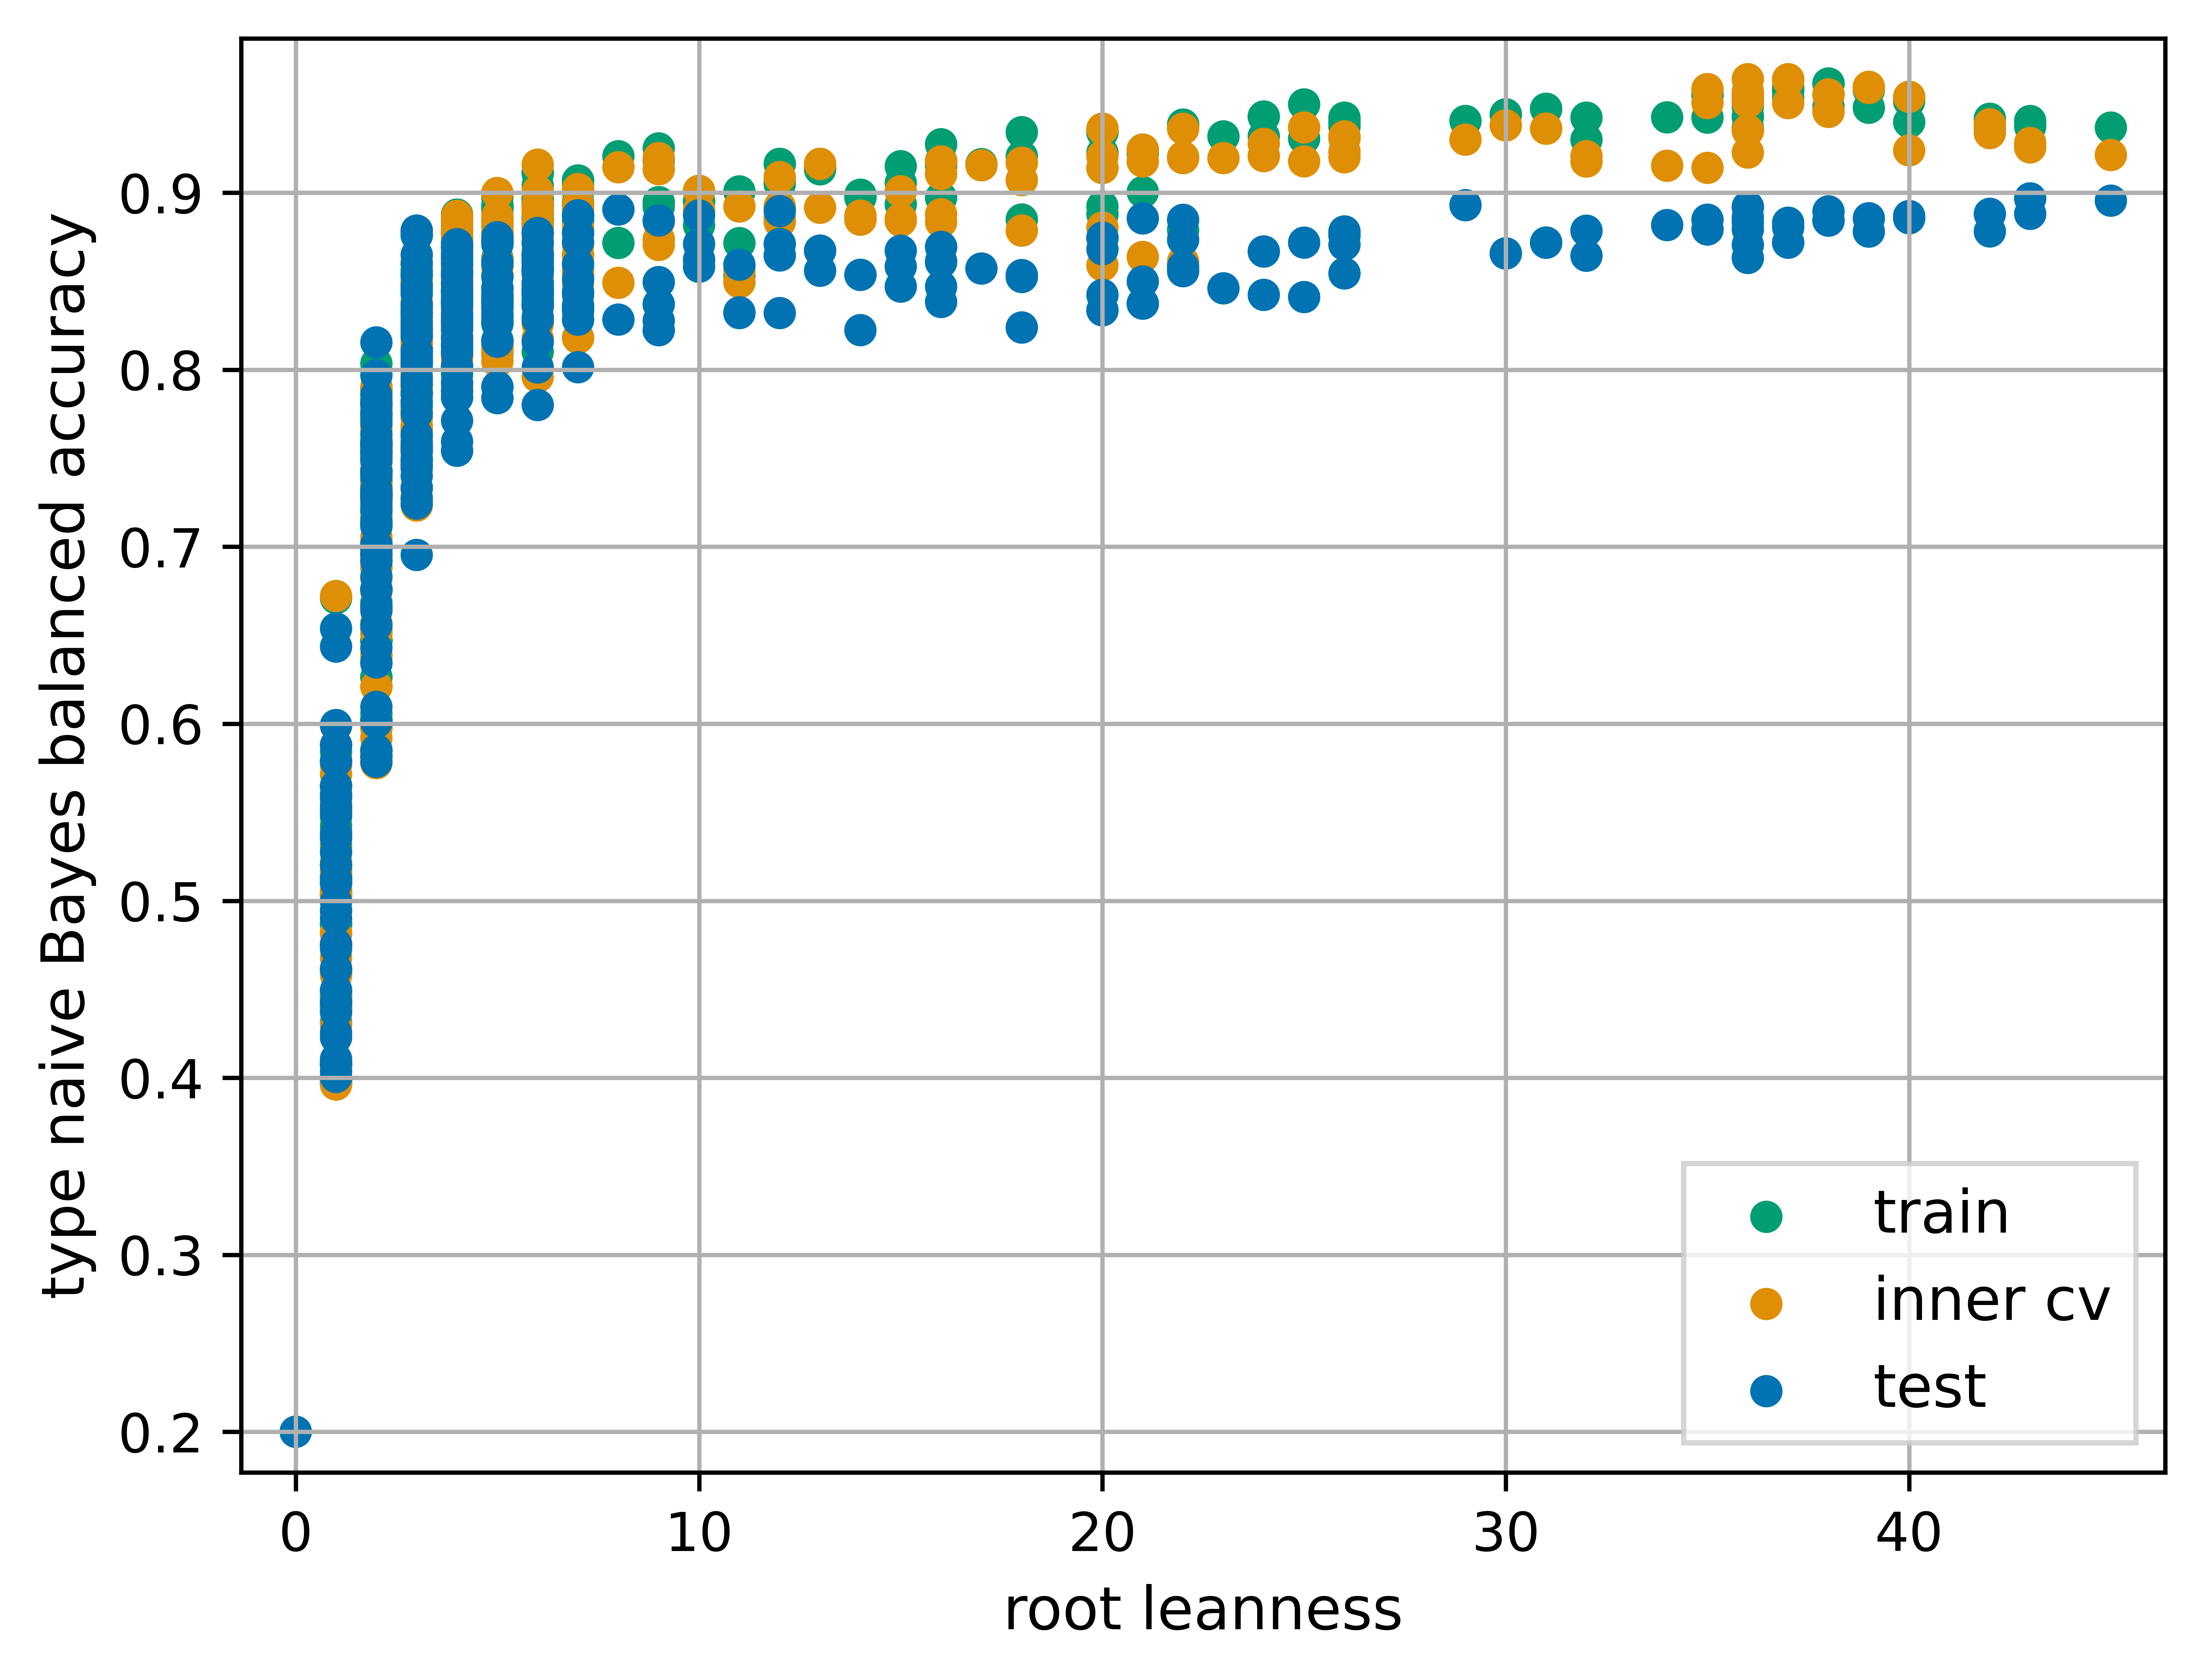 type naive Bayes balanced accuracy
0.9
0.8
0.7
0.6
0.5
0.4
0.3
0.2
train
inner cv
test
0 10 20 30 40
root leanness